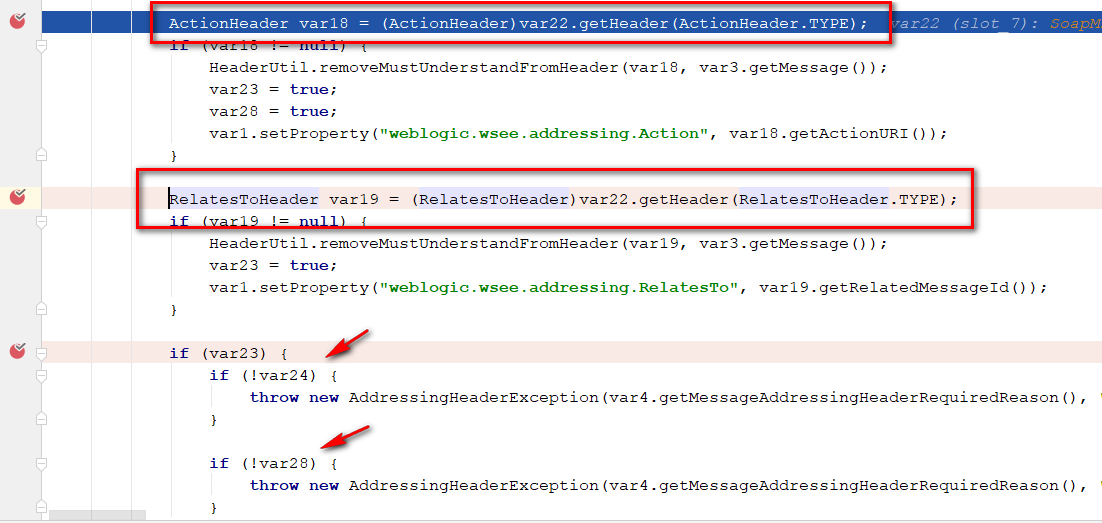 ActionHeader var18 = (ActionHeader)var22.getHeader(ActionHeader.TYPE); var22 (slot_7): SoapM
if (var18 != null) {
HeaderUtil.removeMustUnderstandFromHeader(var18, var3.getMessage());
var23 = true;
var28 = true;
var1.setProperty("weblogic.wsee.addressing.Action", var18.getActionURI());
}
RelatesToHeader var19 = (RelatesToHeader)var22.getHeader(RelatesToHeader.TYPE);
if (var19 != null) {
HeaderUtil.removeMustUnderstandFromHeader(var19, var3.getMessage());
var23 = true;
var1.setProperty("weblogic.wsee.addressing.RelatesTo", var19.getRelatedMessageId());
}
if (var23) {
if (!var24) {
throw new AddressingHeaderException(var4.getMessageAddressingHeaderRequiredReason(),
}
if (!var28) {
throw new AddressingHeaderException(var4.getMessageAddressingHeaderRequiredReason(),
}